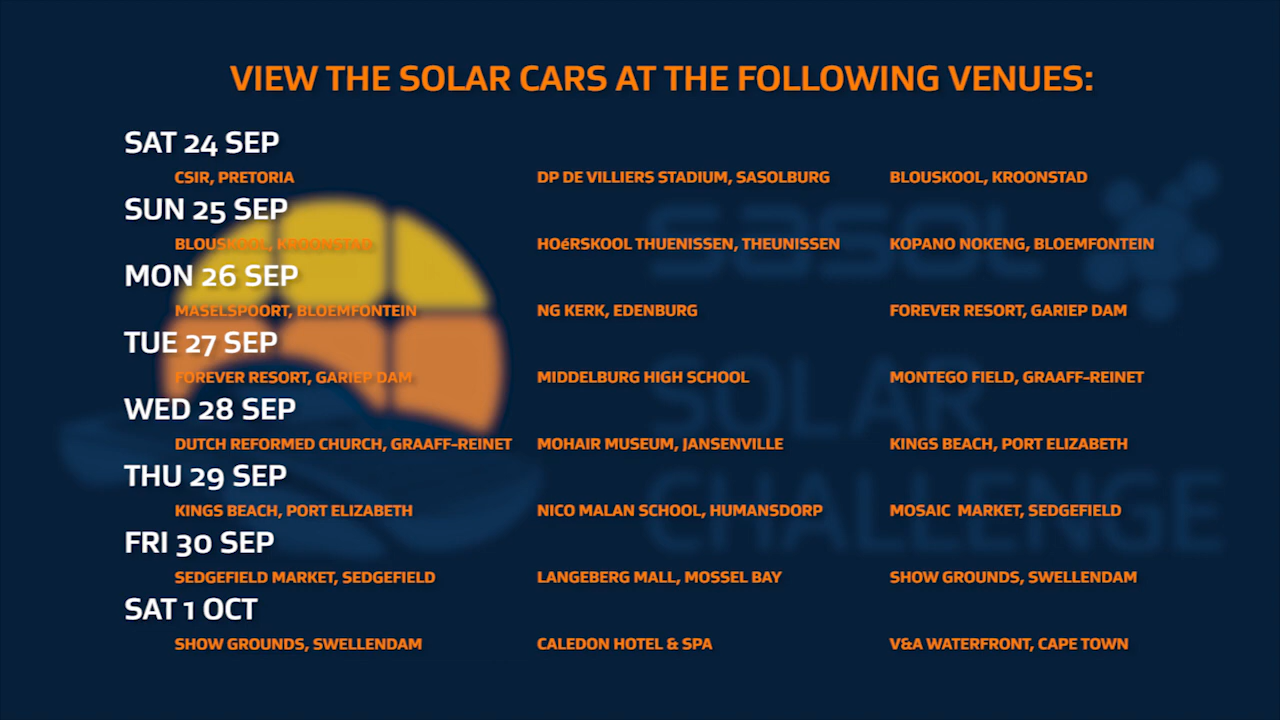 VIEW THE SOLAR CARS AT THE FOLLOWING VENUES:
SAT 24 SEP
CSIR, PRETORIA DP DE VILLIERS STADIUM, SASOLBURG BLOUSKOOL, KROONSTAD
SUN 25 SEP
BLOUSKOOL, KROONSTAD HOéRSKOOL THUENISSEN, THEUNISSEN KOPANO NOKENG, BLOEMFONTEIN
MON 26 SEP
MASELSPOORT, BLOEMFONTEIN NG KERK, EDENBURG FOREVER RESORT, GARIEP DAM
TUE 27 SEP
FOREVER RESORT, GARIEP DAM MIDDELBURG HIGH SCHOOL MONTEGO FIELD, GRAAFF-REINET
WED 28 SEP
DUTCH REFORMED CHURCH, GRAAFF-REINET MOHAIR MUSEUM, JANSENVILLE KINGS BEACH, PORT ELIZABETH
THU 29 SEP
KINGS BEACH, PORT ELIZABETH NICO MALAN SCHOOL, HUMANSDORP MOSAIC MARKET, SEDGEFIELD
FRI 30 SEP
SEDGEFIELD MARKET, SEDGEFIELD LANGEBERG MALL, MOSSEL BAY SHOW GROUNDS, SWELLENDAM
SAT 1 OCT
SHOW GROUNDS, SWELLENDAM CALEDON HOTEL & SPA V&A WATERFRONT, CAPE TOWN
sasol
SOLAR
CHALLENGE